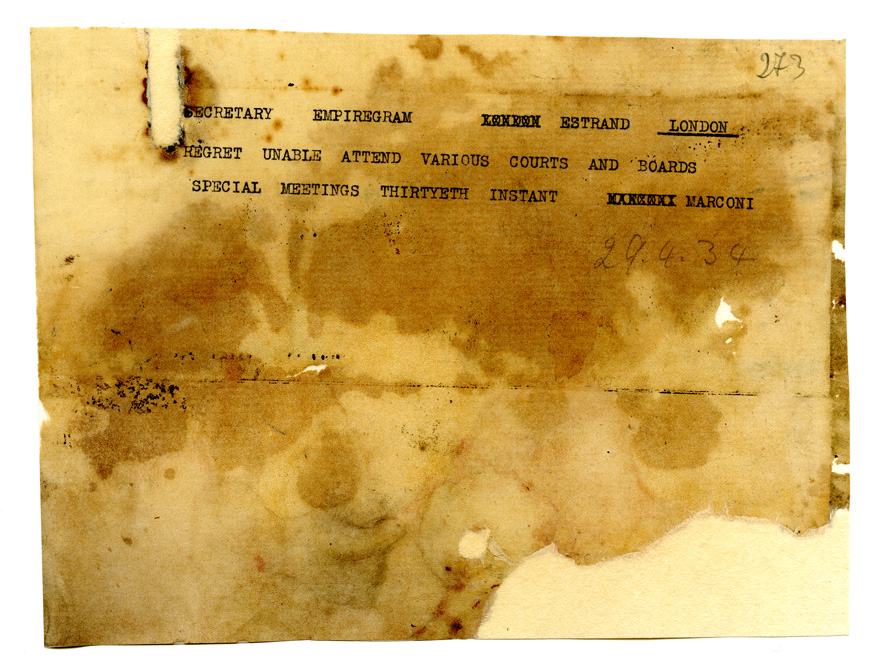 273
SECRETARY EMPIREGRAM LONDON ESTRAND LONDON
REGRET UNABLE ATTEND VARIOUS COURTS AND BOARDS
SPECIAL MEETINGS THIRTYETH INSTANT MARCONI
29.4.34